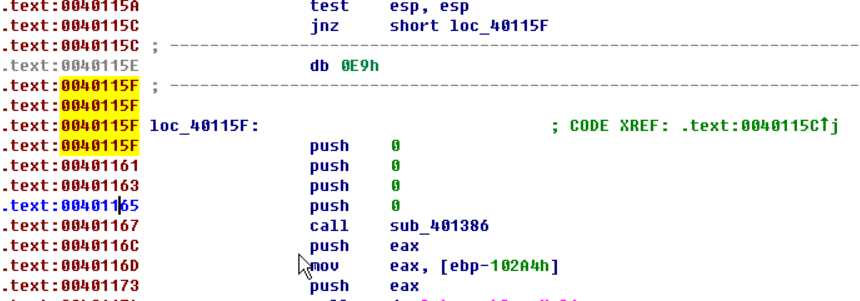 .text:0040115A test esp, esp
.text:0040115C jnz short loc_40115F
.text:0040115C ; ---------------------------------------------------------------------
.text:0040115E db 0E9h
.text:0040115F ; ---------------------------------------------------------------------
.text:0040115F
.text:0040115F loc_40115F: ; CODE XREF: .text:0040115C↑j
.text:0040115F push 0
.text:00401161 push 0
.text:00401163 push 0
.text:00401165 push 0
.text:00401167 call sub_401386
.text:0040116C push eax
.text:0040116D mov eax, [ebp-102A4h]
.text:00401173 push eax